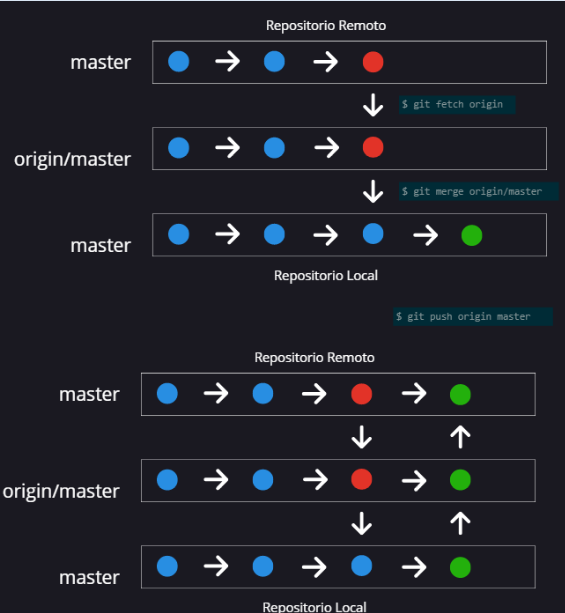 Repositorio Remoto
master
$ git fetch origin
origin/master
$ git merge origin/master
master
Repositorio Local
$ git push origin master
Repositorio Remoto
master
origin/master
master
Repositorio Local